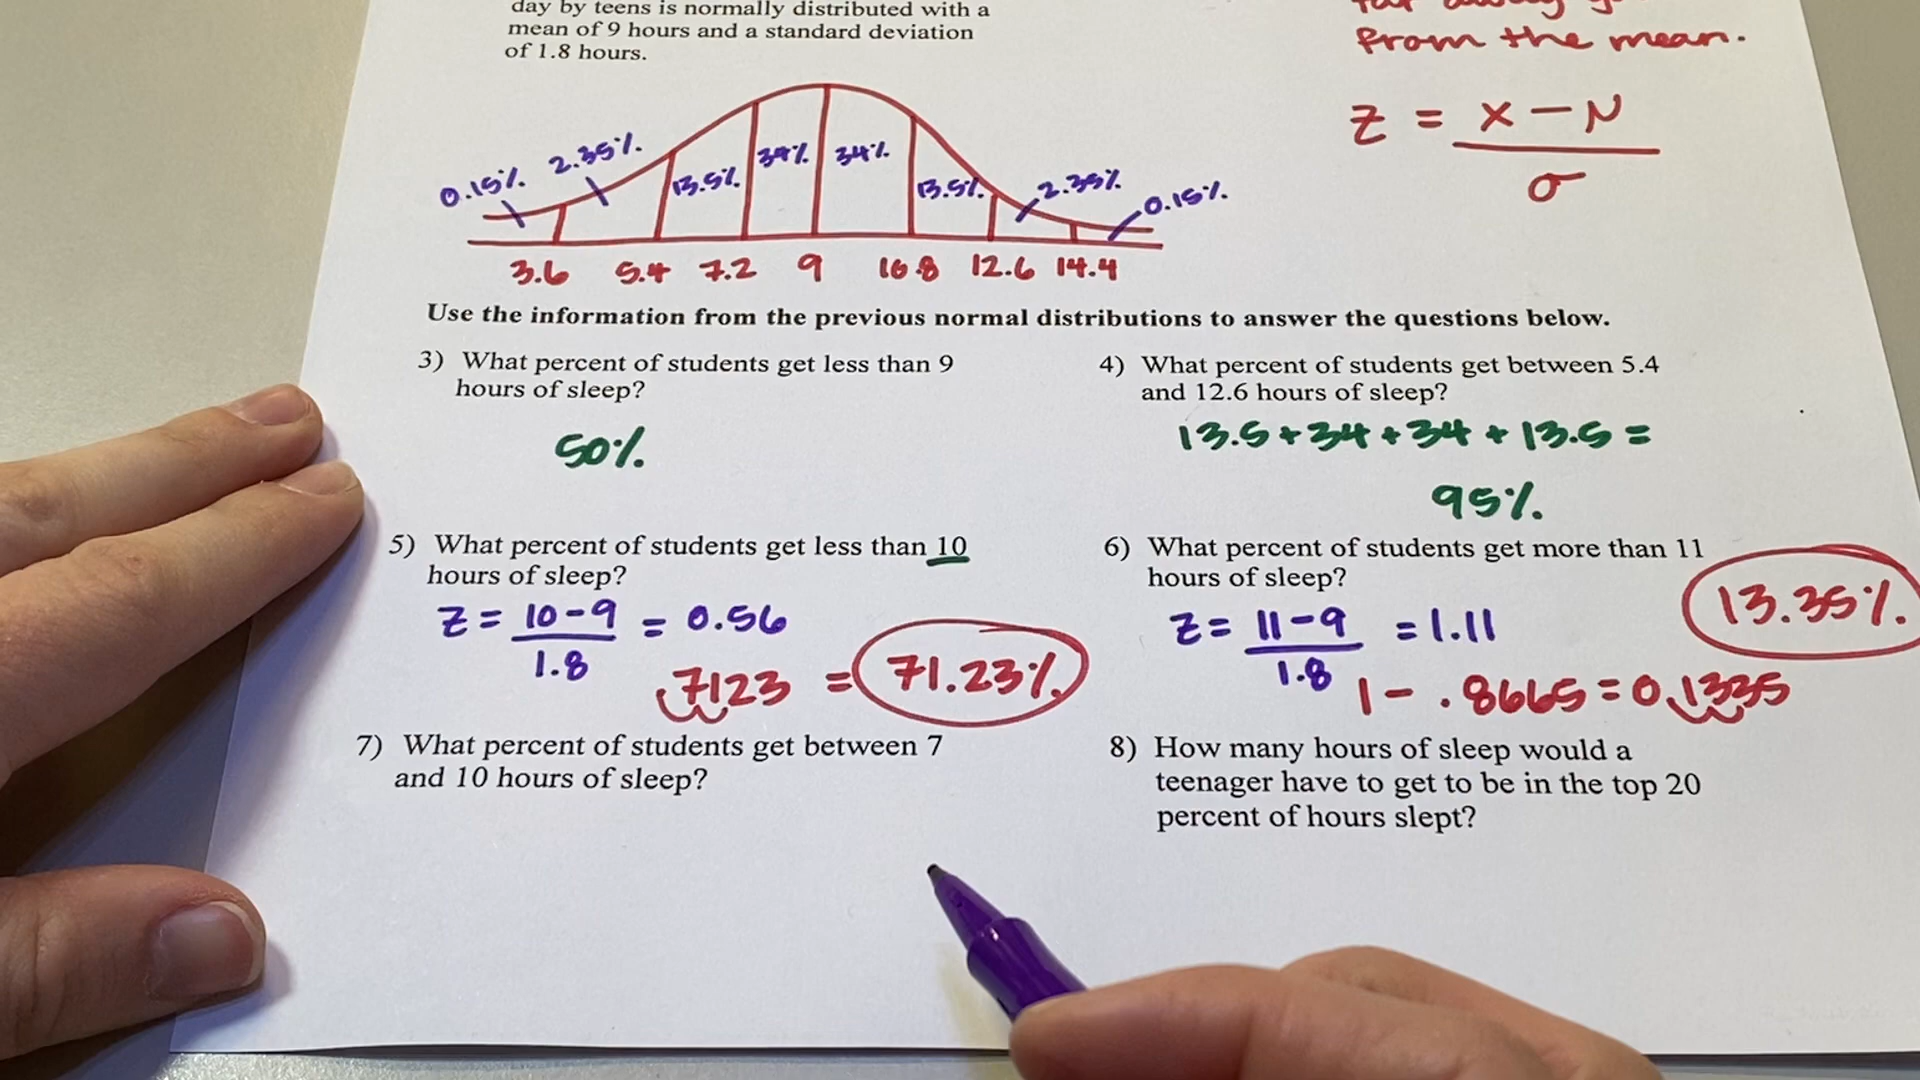 day by teens is normally distributed with a
mean of 9 hours and a standard deviation
of 1.8 hours.
from the mean.
z = x - μ
σ
0.15% 2.35% 13.5% 34% 34% 13.5% 2.35% 0.15%
3.6 5.4 7.2 9 10.8 12.6 14.4
Use the information from the previous normal distributions to answer the questions below.
3) What percent of students get less than 9
hours of sleep?
50%
4) What percent of students get between 5.4
and 12.6 hours of sleep?
13.5+34+34+13.5=
95%
5) What percent of students get less than 10
hours of sleep?
z = 10-9 = 0.56
1.8
.7123 = 71.23%
6) What percent of students get more than 11
hours of sleep?
13.35%
z = 11-9 = 1.11
1.8
1 - .8665 = 0.1335
7) What percent of students get between 7
and 10 hours of sleep?
8) How many hours of sleep would a
teenager have to get to be in the top 20
percent of hours slept?